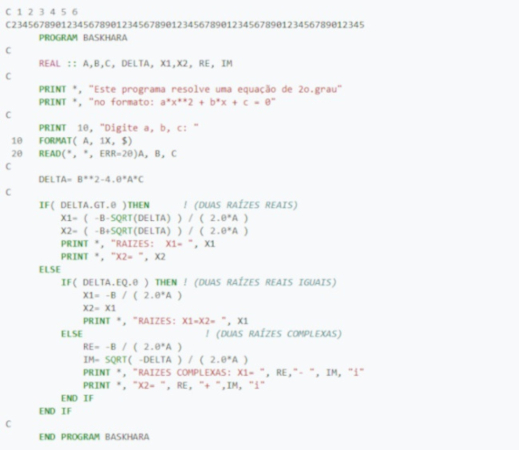 C 1 2 3 4 5 6
C2345678901234567890123456789012345678901234567890123456789012345
PROGRAM BASKHARA
C
REAL :: A,B,C, DELTA, X1,X2, RE, IM
C
PRINT *, "Este programa resolve uma equação de 2o.grau"
PRINT *, "no formato: a*x**2 + b*x + c = 0"
C
PRINT 10, "Digite a, b, c: "
10 FORMAT( A, 1X, $)
20 READ(*, *, ERR=20)A, B, C
C
DELTA= B**2-4.0*A*C
C
IF( DELTA.GT.0 )THEN ! (DUAS RAÍZES REAIS)
X1= ( -B-SQRT(DELTA) ) / ( 2.0*A )
X2= ( -B+SQRT(DELTA) ) / ( 2.0*A )
PRINT *, "RAIZES: X1= ", X1
PRINT *, "X2= ", X2
ELSE
IF( DELTA.EQ.0 ) THEN ! (DUAS RAÍZES REAIS IGUAIS)
X1= -B / ( 2.0*A )
X2= X1
PRINT *, "RAIZES: X1=X2= ", X1
ELSE ! (DUAS RAÍZES COMPLEXAS)
RE= -B / ( 2.0*A )
IM= SQRT( -DELTA ) / ( 2.0*A )
PRINT *, "RAIZES COMPLEXAS: X1= ", RE,"- ", IM, "i"
PRINT *, "X2= ", RE, "+ ",IM, "i"
END IF
END IF
C
END PROGRAM BASKHARA